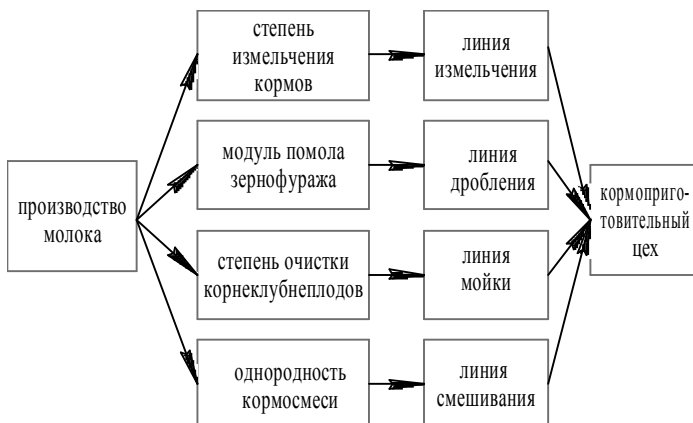 степень
измельчения
кормов
линия
измельчения
модуль помола
зернофуража
линия
дробления
производство
молока
кормоприго-
товительный
цех
степень очистки
корнеклубнеплодов
линия
мойки
однородность
кормосмеси
линия
смешивания